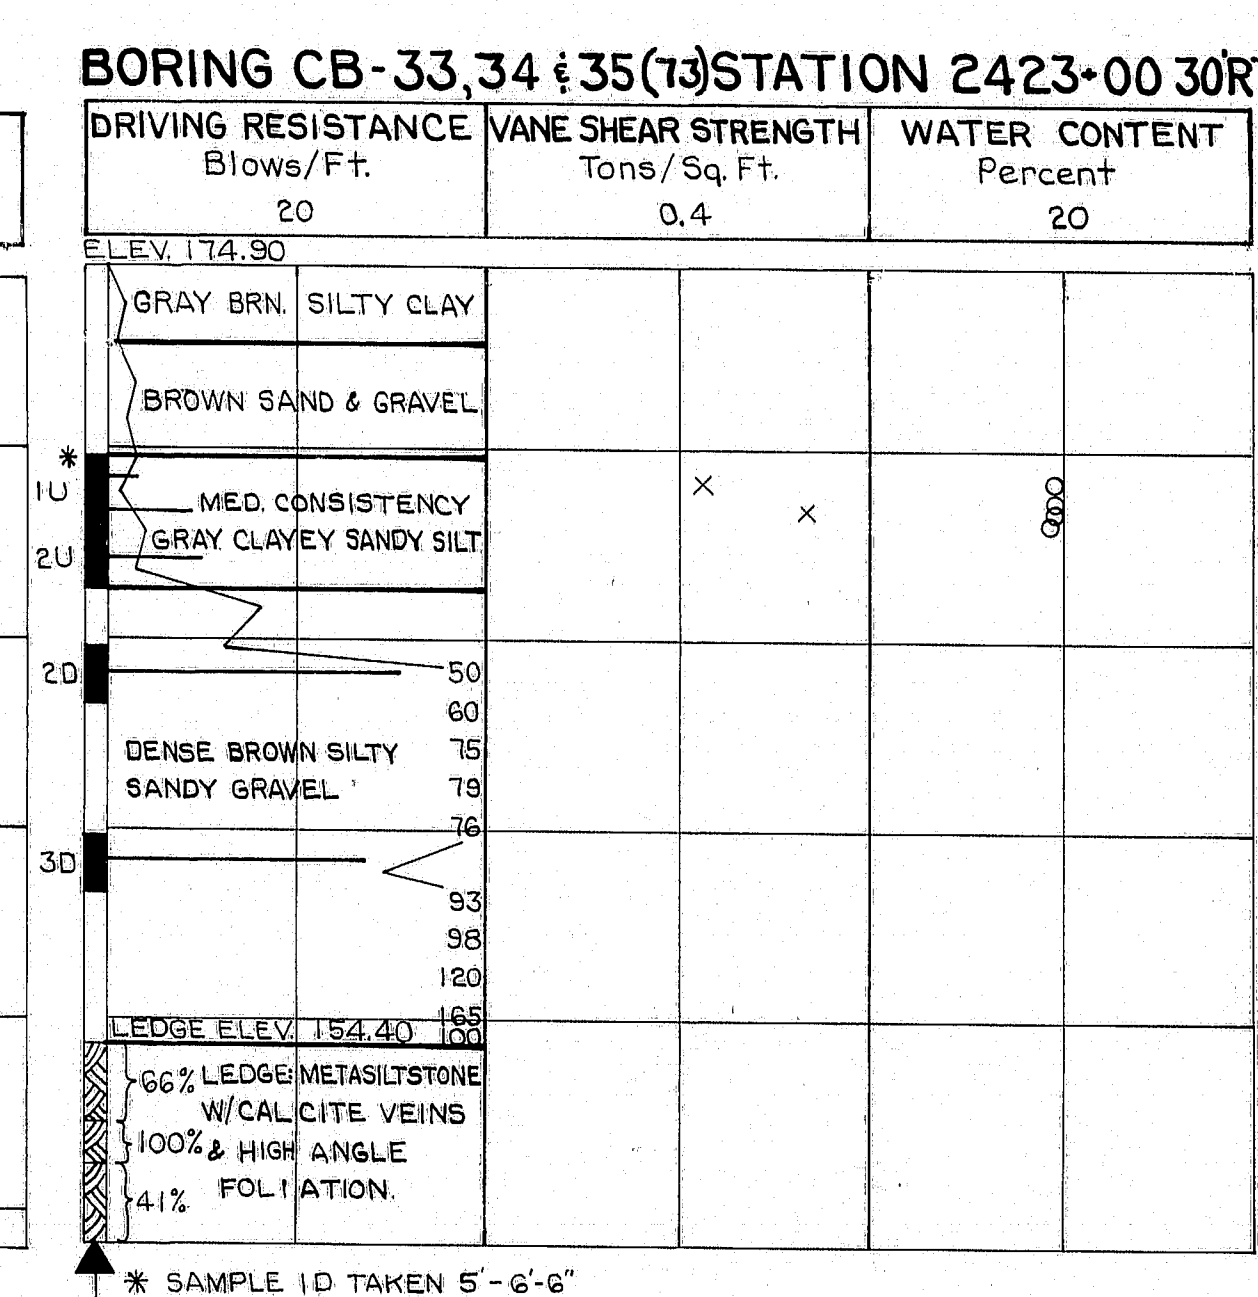 BORING CB-33,34 & 35(73)STATION 2423+00 30'RT
DRIVING RESISTANCE
Blows/Ft.
20
VANE SHEAR STRENGTH
Tons/Sq. Ft.
0.4
WATER CONTENT
Percent
20
ELEV. 174.90
GRAY BRN. SILTY CLAY
BROWN SAND & GRAVEL
*
1U
MED. CONSISTENCY
GRAY CLAYEY SANDY SILT
2U
2D
50
60
DENSE BROWN SILTY
75
SANDY GRAVEL
79
76
3D
93
98
120
165
LEDGE ELEV. 154.40
100
66% LEDGE: METASILTSTONE
W/CALCITE VEINS
100% & HIGH ANGLE
41% FOLIATION.
* SAMPLE 1D TAKEN 5'-6'-6"